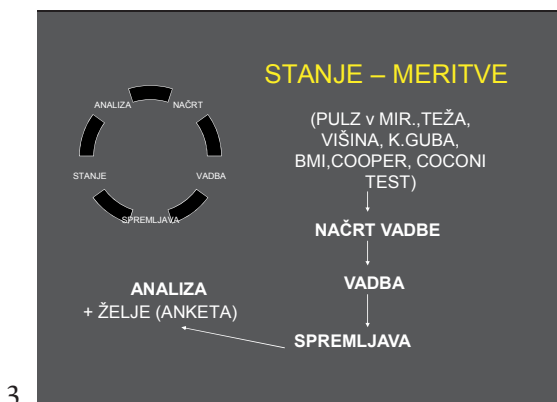 STANJE – MERITVE
ANALIZA
NAČRT
STANJE
VADBA
SPREMLJAVA
(PULZ v MIR.,TEŽA,
VIŠINA, K.GUBA,
BMI,COOPER, COCONI
TEST)
NAČRT VADBE
VADBA
SPREMLJAVA
ANALIZA
+ ŽELJE (ANKETA)
3